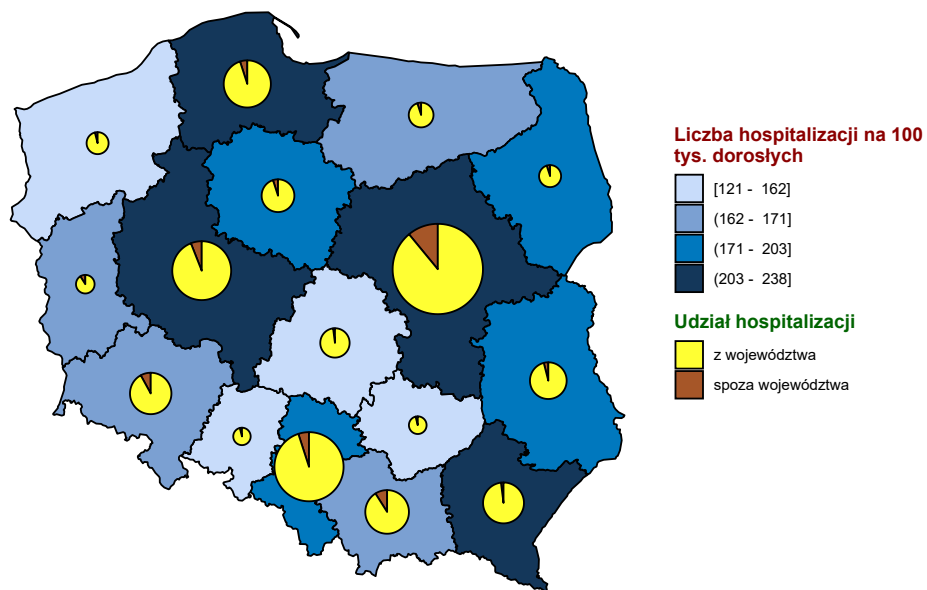 Liczba hospitalizacji na 100
tys. dorosłych
[121 - 162]
(162 - 171]
(171 - 203]
(203 - 238]
Udział hospitalizacji
z województwa
spoza województwa